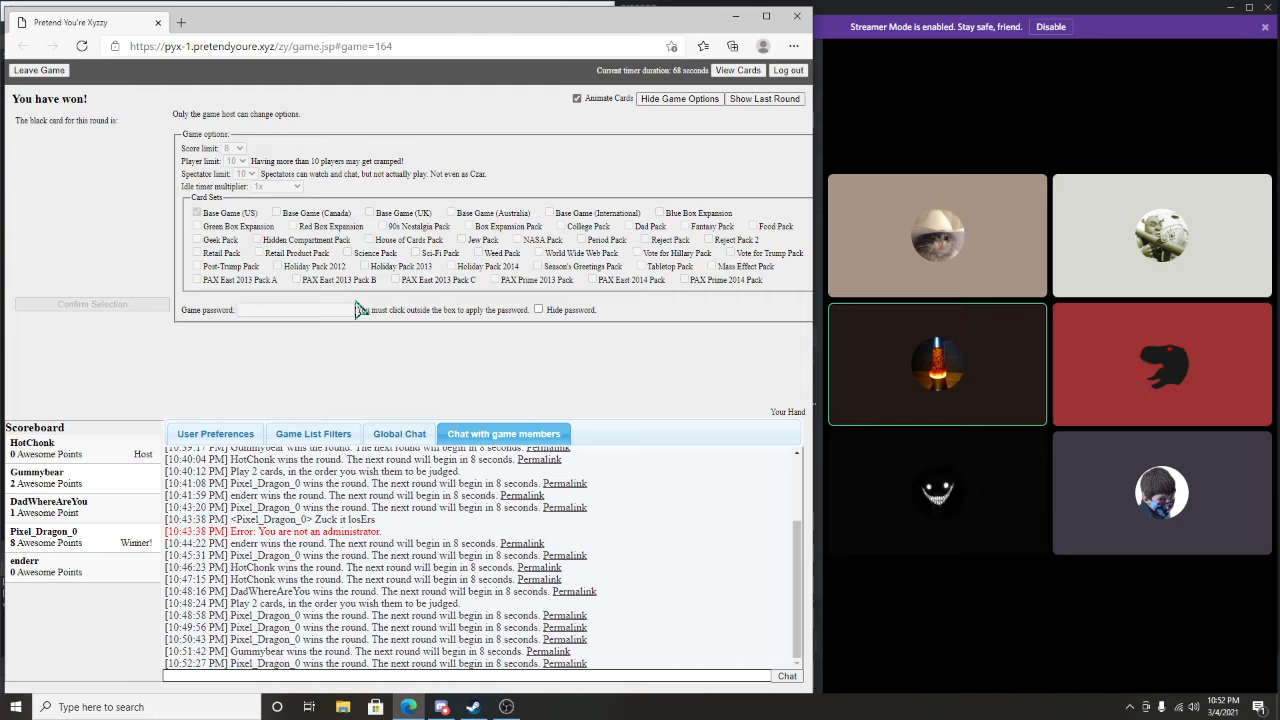 Pretend You're Xyzzy
Streamer Mode is enabled. Stay safe, friend.
Disable
https://pyx-1.pretendyoure.xyz/zy/game.jsp#game=164
Leave Game
Current timer duration: 68 seconds
View Cards
Log out
You have won!
Animate Cards
Hide Game Options
Show Last Round
The black card for this round is:
Only the game host can change options.
Game options:
Score limit: 8
Player limit: 10 Having more than 10 players may get cramped!
Spectator limit: 10 Spectators can watch and chat, but not actually play. Not even as Czar.
Idle timer multiplier: 1x
Card Sets
Base Game (US) Base Game (Canada) Base Game (UK) Base Game (Australia) Base Game (International) Blue Box Expansion
Green Box Expansion Red Box Expansion 90s Nostalgia Pack Box Expansion Pack College Pack Dad Pack Fantasy Pack Food Pack
Geek Pack Hidden Compartment Pack House of Cards Pack Jew Pack NASA Pack Period Pack Reject Pack Reject Pack 2
Retail Pack Retail Product Pack Science Pack Sci-Fi Pack Weed Pack World Wide Web Pack Vote for Hillary Pack Vote for Trump Pack
Post-Trump Pack Holiday Pack 2012 Holiday Pack 2013 Holiday Pack 2014 Season's Greetings Pack Tabletop Pack Mass Effect Pack
PAX East 2013 Pack A PAX East 2013 Pack B PAX East 2013 Pack C PAX Prime 2013 Pack PAX East 2014 Pack PAX Prime 2014 Pack
Confirm Selection
Game password: must click outside the box to apply the password. Hide password.
Your Hand
Scoreboard
HotChonk
0 Awesome Points Host
Gummybear
2 Awesome Points
DadWhereAreYou
1 Awesome Point
Pixel_Dragon_0
8 Awesome Points Winner!
enderr
0 Awesome Points
User Preferences
Game List Filters
Global Chat
Chat with game members
[10:39:17 PM] Gummybear wins the round. The next round will begin in 8 seconds. Permalink
[10:40:04 PM] HotChonk wins the round. The next round will begin in 8 seconds. Permalink
[10:40:12 PM] Play 2 cards, in the order you wish them to be judged.
[10:41:08 PM] Pixel_Dragon_0 wins the round. The next round will begin in 8 seconds. Permalink
[10:41:59 PM] enderr wins the round. The next round will begin in 8 seconds. Permalink
[10:43:20 PM] Pixel_Dragon_0 wins the round. The next round will begin in 8 seconds. Permalink
[10:43:38 PM] <Pixel_Dragon_0> Zuck it losErs
[10:43:38 PM] Error: You are not an administrator.
[10:44:22 PM] enderr wins the round. The next round will begin in 8 seconds. Permalink
[10:45:31 PM] Pixel_Dragon_0 wins the round. The next round will begin in 8 seconds. Permalink
[10:46:23 PM] HotChonk wins the round. The next round will begin in 8 seconds. Permalink
[10:47:15 PM] HotChonk wins the round. The next round will begin in 8 seconds. Permalink
[10:48:16 PM] DadWhereAreYou wins the round. The next round will begin in 8 seconds. Permalink
[10:48:24 PM] Play 2 cards, in the order you wish them to be judged.
[10:48:58 PM] Pixel_Dragon_0 wins the round. The next round will begin in 8 seconds. Permalink
[10:49:56 PM] Pixel_Dragon_0 wins the round. The next round will begin in 8 seconds. Permalink
[10:50:43 PM] Pixel_Dragon_0 wins the round. The next round will begin in 8 seconds. Permalink
[10:51:42 PM] Gummybear wins the round. The next round will begin in 8 seconds. Permalink
[10:52:27 PM] Pixel_Dragon_0 wins the round. The next round will begin in 8 seconds. Permalink
Chat
Type here to search
10:52 PM
3/4/2021